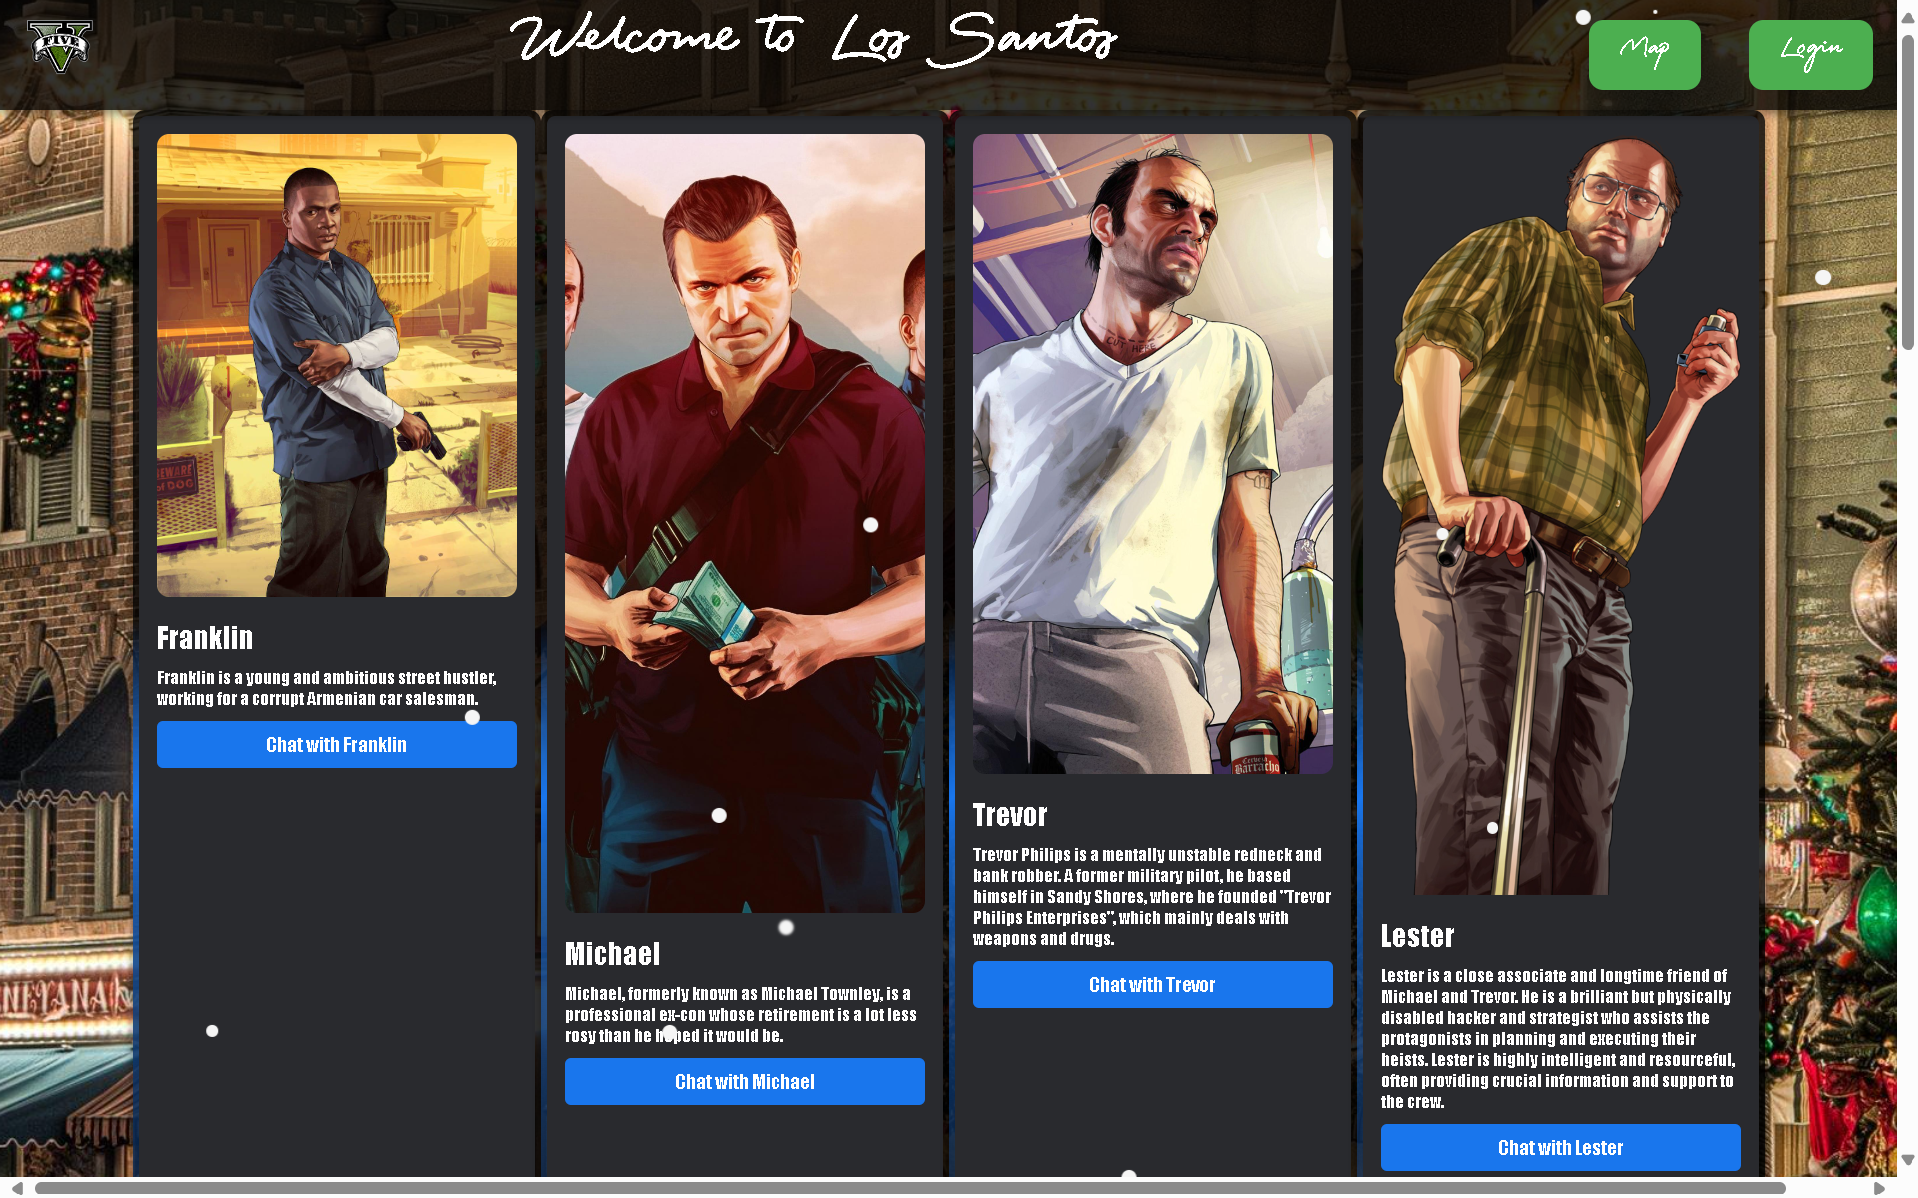 FIVE
V
Welcome to Los Santos
Map
Login
BEWARE
OF DOG
Franklin
Franklin is a young and ambitious street hustler,
working for a corrupt Armenian car salesman.
Chat with Franklin
Michael
Michael, formerly known as Michael Townley, is a
professional ex-con whose retirement is a lot less
rosy than he hoped it would be.
Chat with Michael
CUT HERE
Cerveza
Barracho
Trevor
Trevor Philips is a mentally unstable redneck and
bank robber. A former military pilot, he based
himself in Sandy Shores, where he founded "Trevor
Philips Enterprises", which mainly deals with
weapons and drugs.
Chat with Trevor
Lester
Lester is a close associate and longtime friend of
Michael and Trevor. He is a brilliant but physically
disabled hacker and strategist who assists the
protagonists in planning and executing their
heists. Lester is highly intelligent and resourceful,
often providing crucial information and support to
the crew.
Chat with Lester